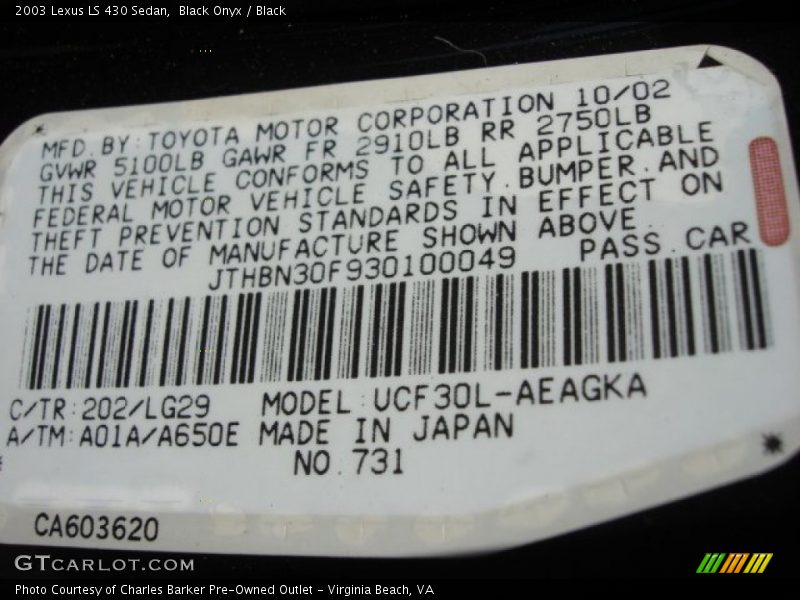 2003 Lexus LS 430 Sedan,  Black Onyx / Black
MFD. BY: TOYOTA MOTOR CORPORATION 10/02
GVWR 5100LB GAWR FR 2910LB RR 2750LB
THIS VEHICLE CONFORMS TO ALL APPLICABLE
FEDERAL MOTOR VEHICLE SAFETY. BUMPER. AND
THEFT PREVENTION STANDARDS IN EFFECT ON
THE DATE OF MANUFACTURE SHOWN ABOVE.
JTHBN30F930100049 PASS. CAR
C/TR:202/LG29 MODEL:UCF30L-AEAGKA
A/TM:A01A/A650E MADE IN JAPAN
NO.731
CA603620
GTCARLOT.COM
Photo Courtesy of Charles Barker Pre-Owned Outlet - Virginia Beach, VA